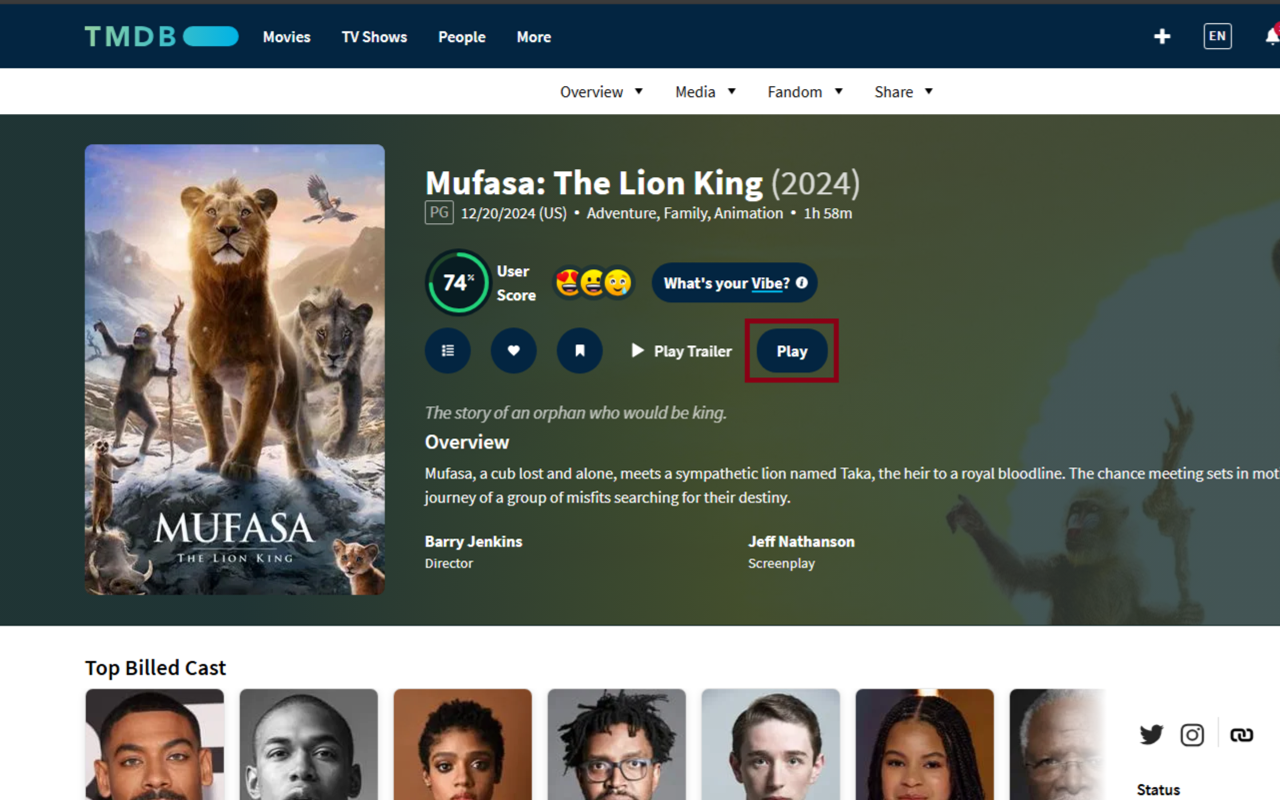 TMDB Movies TV Shows People More EN
Overview Media Fandom Share
Mufasa: The Lion King (2024)
PG 12/20/2024 (US) • Adventure, Family, Animation • 1h 58m
74% User Score What's your Vibe?
Play Trailer Play
The story of an orphan who would be king.
Overview
Mufasa, a cub lost and alone, meets a sympathetic lion named Taka, the heir to a royal bloodline. The chance meeting sets in mot
journey of a group of misfits searching for their destiny.
Barry Jenkins Jeff Nathanson
Director Screenplay
MUFASA
THE LION KING
Top Billed Cast
Status